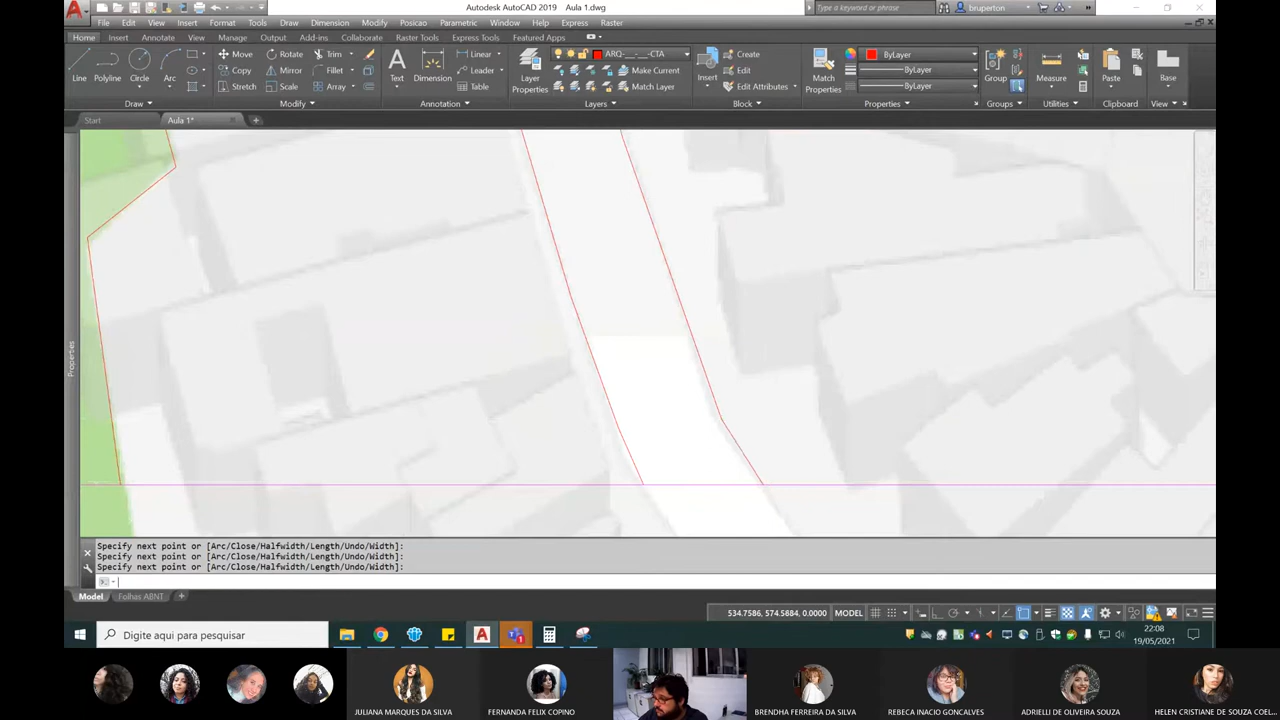 Autodesk AutoCAD 2019 Aula 1.dwg
Type a keyword or phrase
bruperton
File Edit View Insert Format Tools Draw Dimension Modify Posicao Parametric Window Help Express Raster
Home Insert Annotate View Manage Output Add-ins Collaborate Raster Tools Express Tools Featured Apps
Line Polyline Circle Arc
Move Rotate Trim
Copy Mirror Fillet
Stretch Scale Array
Text Dimension
Linear
Leader
Table
Layer Properties
ARQ-__-__-CTA
Make Current
Match Layer
Insert
Create
Edit
Edit Attributes
Match Properties
ByLayer
ByLayer
ByLayer
Group
Measure
Paste
Base
Draw Modify Annotation Layers Block Properties Groups Utilities Clipboard View
Start Aula 1*
Properties
Specify next point or [Arc/Close/Halfwidth/Length/Undo/Width]:
Specify next point or [Arc/Close/Halfwidth/Length/Undo/Width]:
Specify next point or [Arc/Close/Halfwidth/Length/Undo/Width]:
Model Folhas ABNT
534.7586, 574.5684, 0.0000 MODEL
Digite aqui para pesquisar
22:08
19/05/2021
JULIANA MARQUES DA SILVA FERNANDA FELIX COPINO BRENDHA FERREIRA DA SILVA REBECA INACIO GONCALVES ADRIELLI DE OLIVEIRA SOUZA HELEN CRISTIANE DE SOUZA COEL...